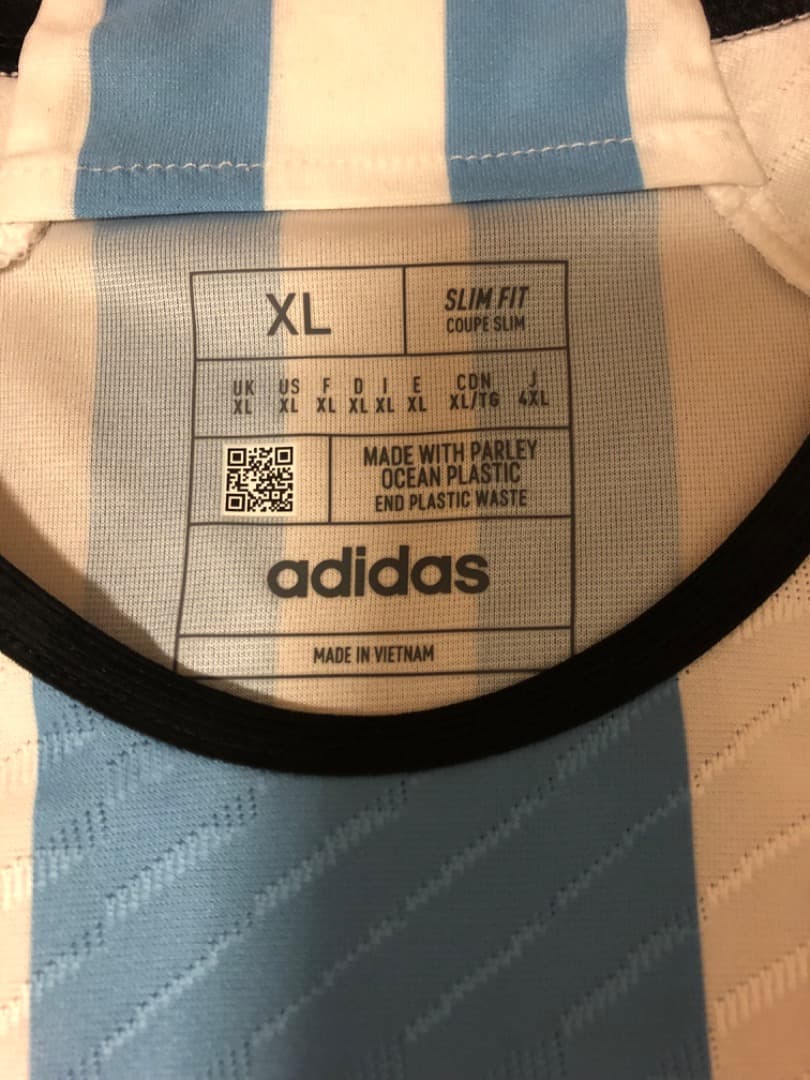 XL
SLIM FIT
COUPE SLIM
UK US F D I E CDN J
XL XL XL XL XL XL XL/TG 4XL
MADE WITH PARLEY
OCEAN PLASTIC
END PLASTIC WASTE
adidas
MADE IN VIETNAM